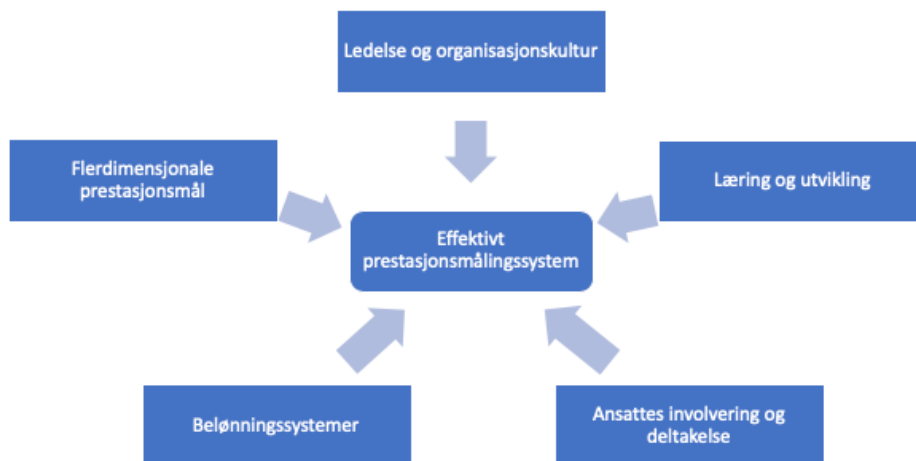 Ledelse og organisasjonskultur
Flerdimensjonale
prestasjonsmål
Læring og utvikling
Effektivt
prestasjonsmålingssystem
Belønningssystemer
Ansattes involvering og
deltakelse